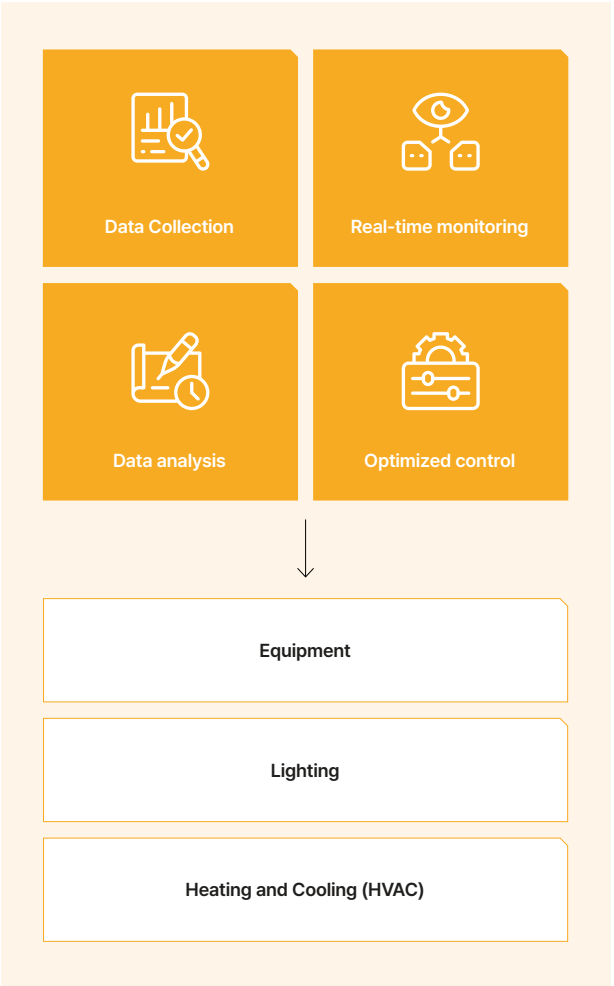 Data Collection
Real-time monitoring
Data analysis
Optimized control
Equipment
Lighting
Heating and Cooling (HVAC)